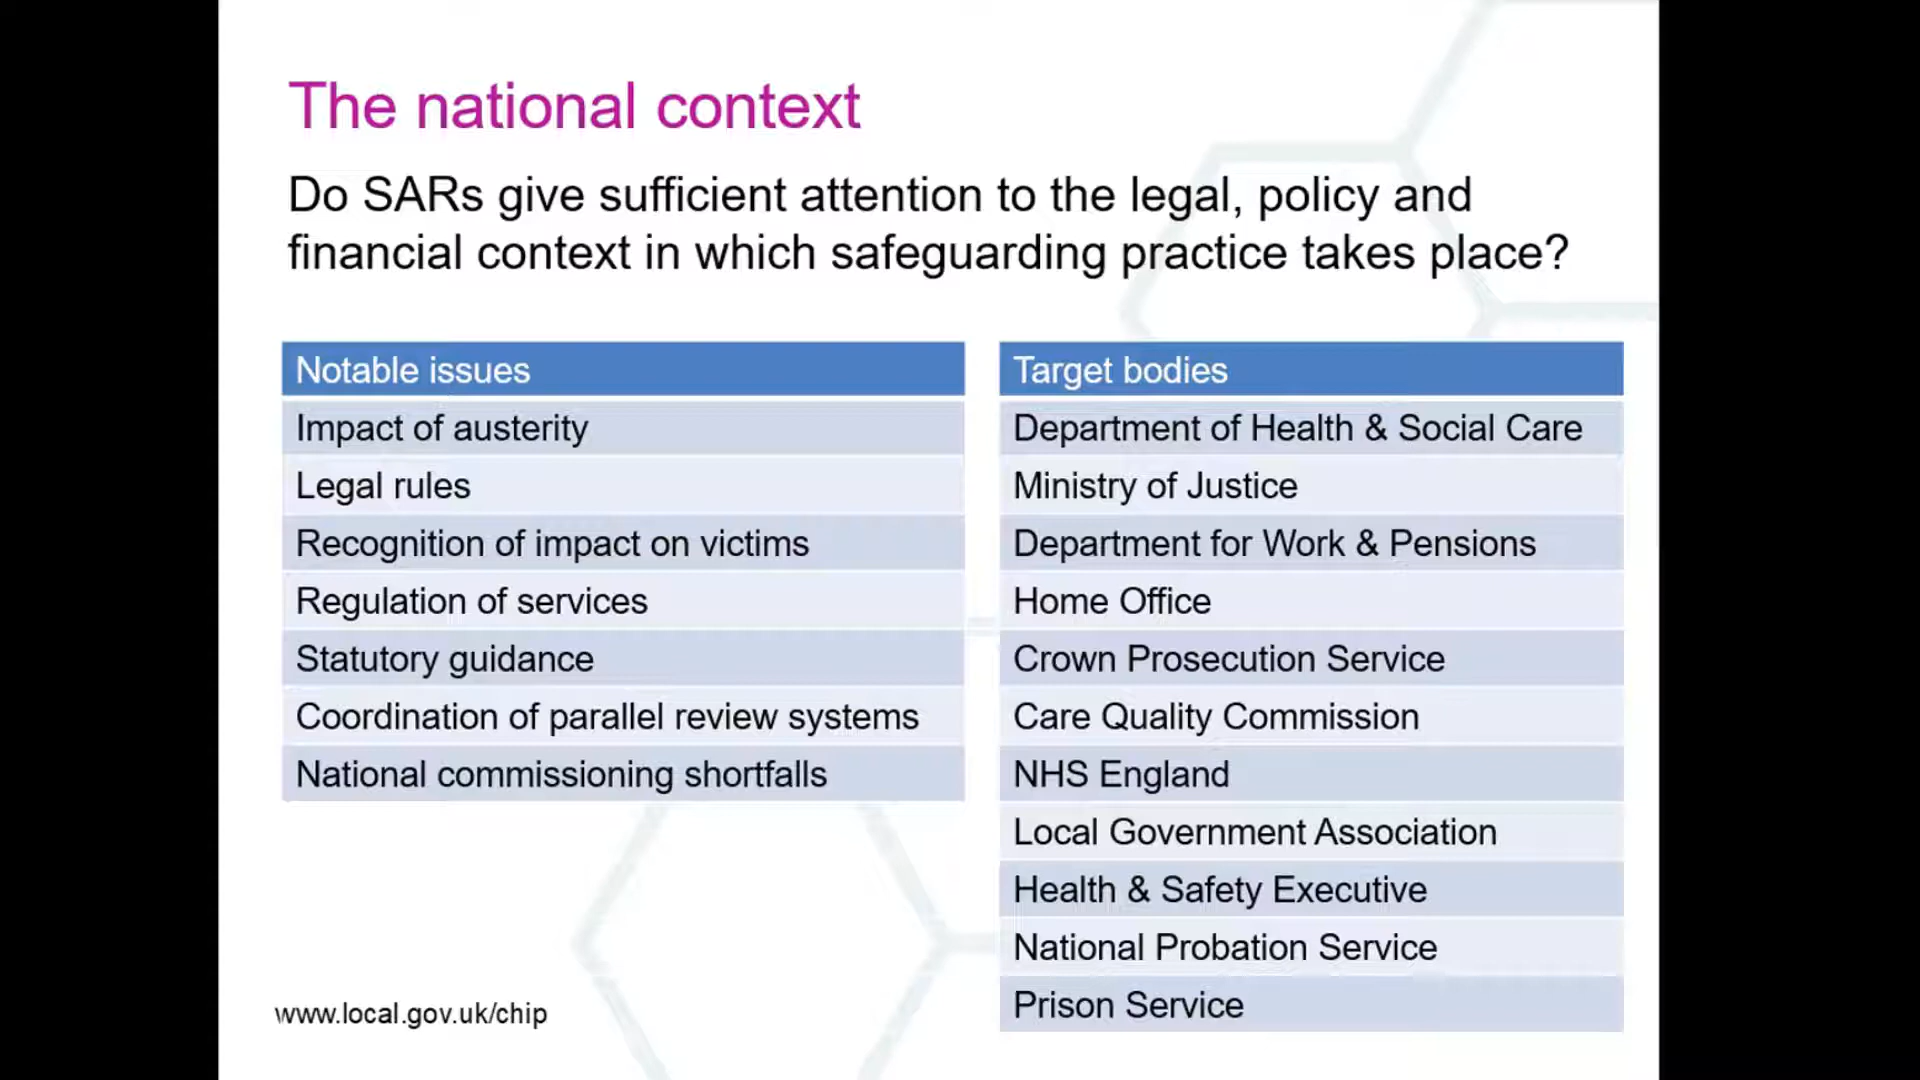 The national context
Do SARs give sufficient attention to the legal, policy and
financial context in which safeguarding practice takes place?
Notable issues
Impact of austerity
Legal rules
Recognition of impact on victims
Regulation of services
Statutory guidance
Coordination of parallel review systems
National commissioning shortfalls
Target bodies
Department of Health & Social Care
Ministry of Justice
Department for Work & Pensions
Home Office
Crown Prosecution Service
Care Quality Commission
NHS England
Local Government Association
Health & Safety Executive
National Probation Service
Prison Service
www.local.gov.uk/chip